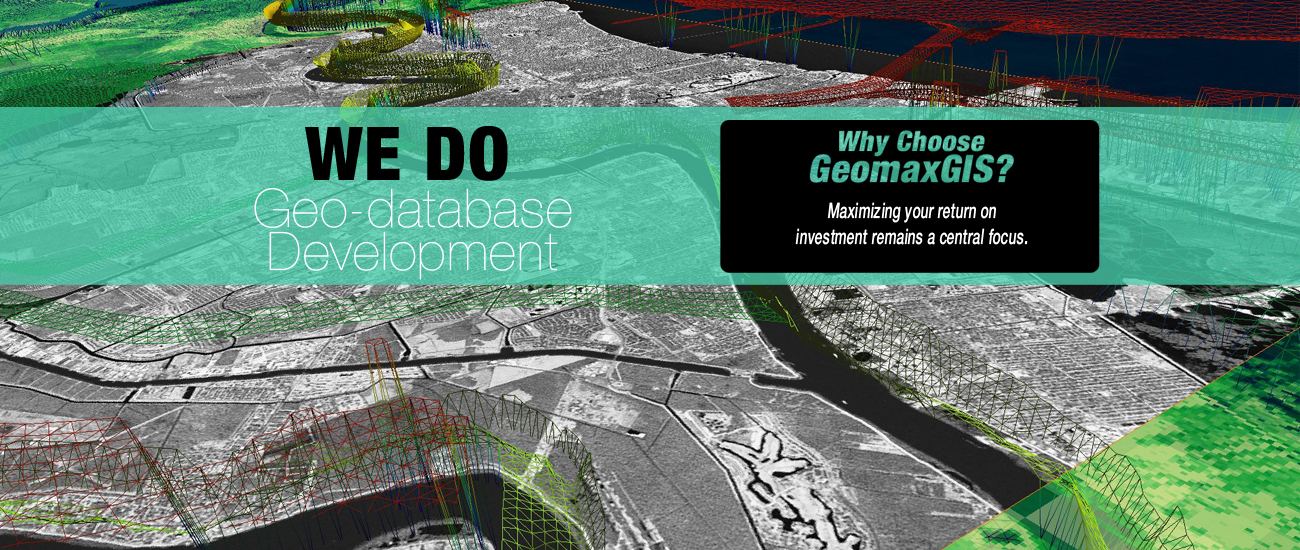 WE DO
Geo-database
Development
Why Choose
GeomaxGIS?
Maximizing your return on
investment remains a central focus.